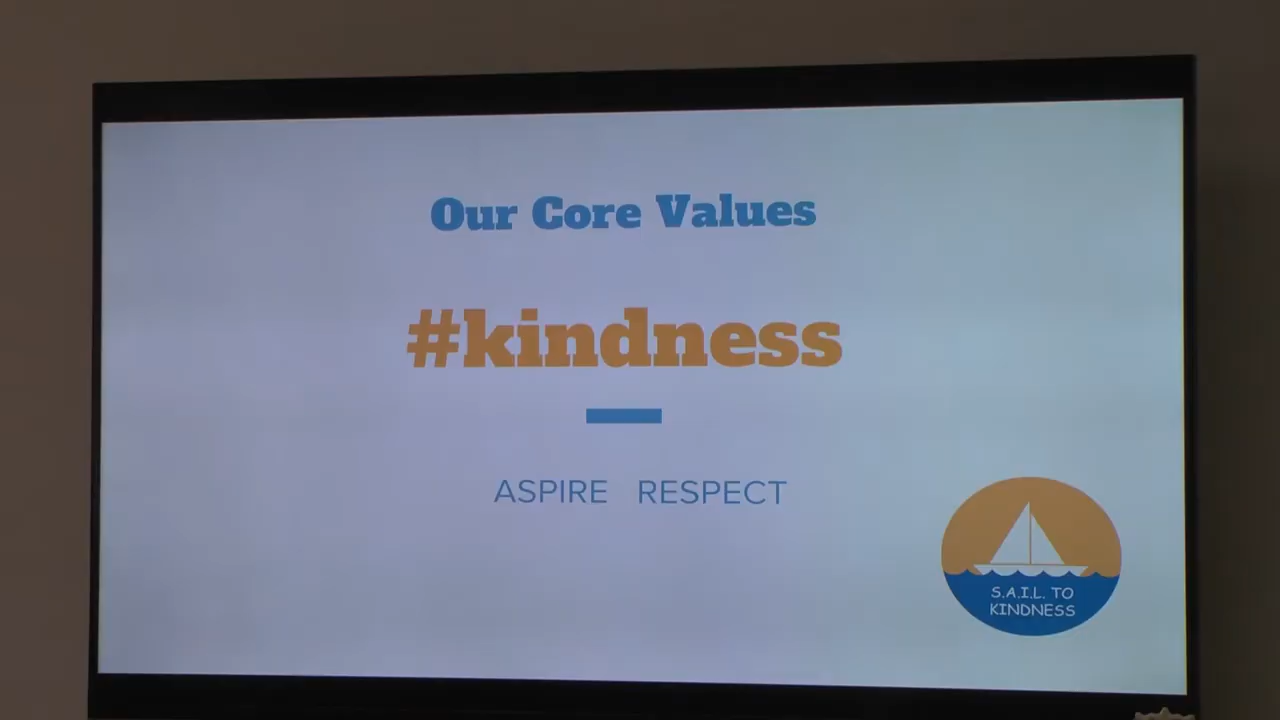 Our Core Values
#kindness
ASPIRE RESPECT
S.A.I.L. TO
KINDNESS